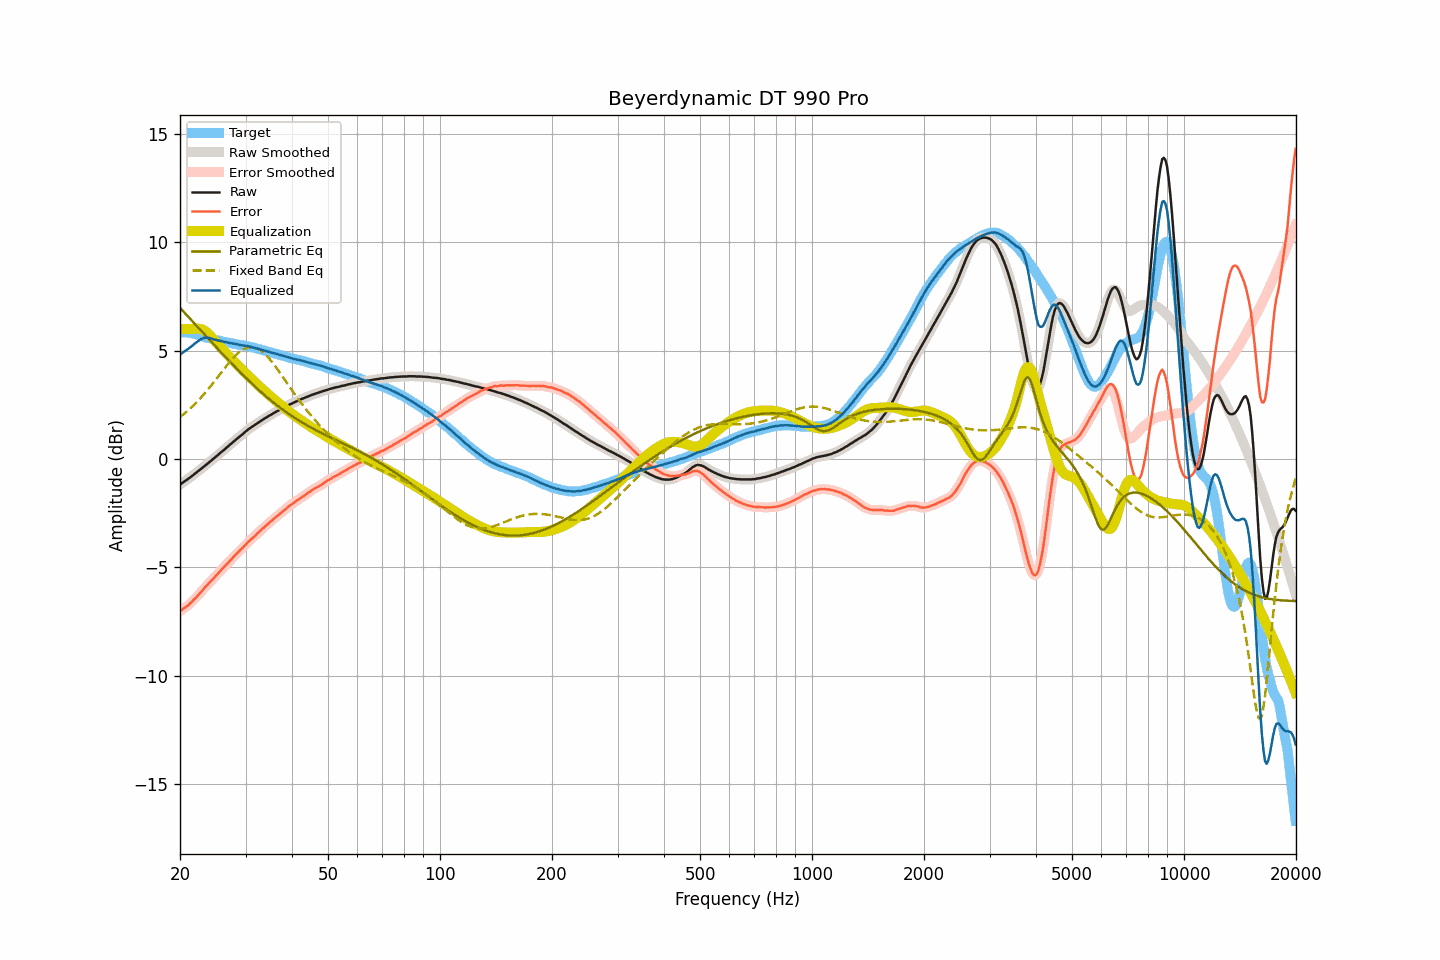 Beyerdynamic DT 990 Pro
Target
Raw Smoothed
Error Smoothed
Raw
Error
Equalization
Parametric Eq
Fixed Band Eq
Equalized
15
10
5
0
−5
−10
−15
Amplitude (dBr)
20 50 100 200 500 1000 2000 5000 10000 20000
Frequency (Hz)